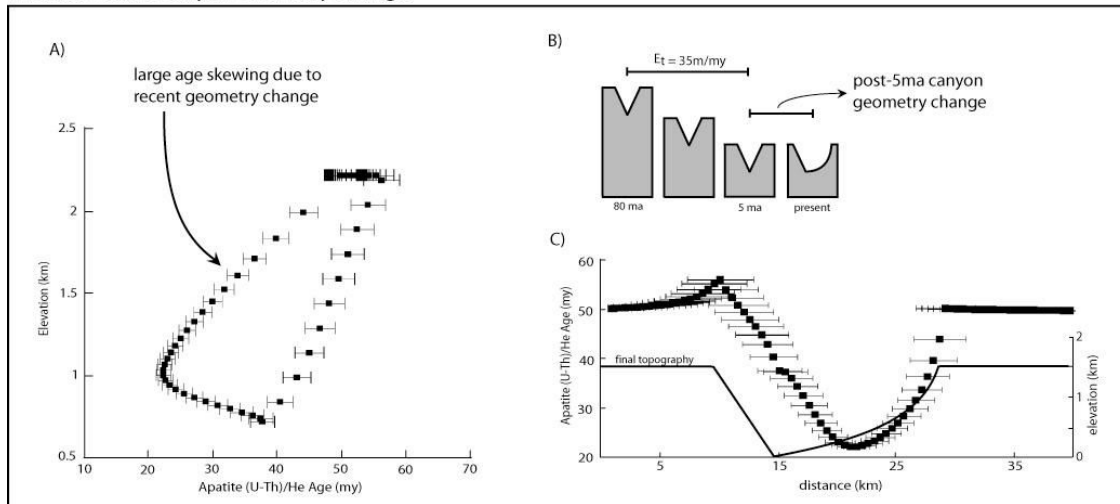 A)
large age skewing due to
recent geometry change
2.5
2
1.5
1
0.5
Elevation (km)
10 20 30 40 50 60 70
Apatite (U-Th)/He Age (my)
B)
Et = 35m/my
post-5ma canyon
geometry change
80 ma
5 ma
present
C)
60
50
40
30
20
Apatite (U-Th)/He Age (my)
final topography
2
1
0
elevation (km)
5 15 25 35
distance (km)